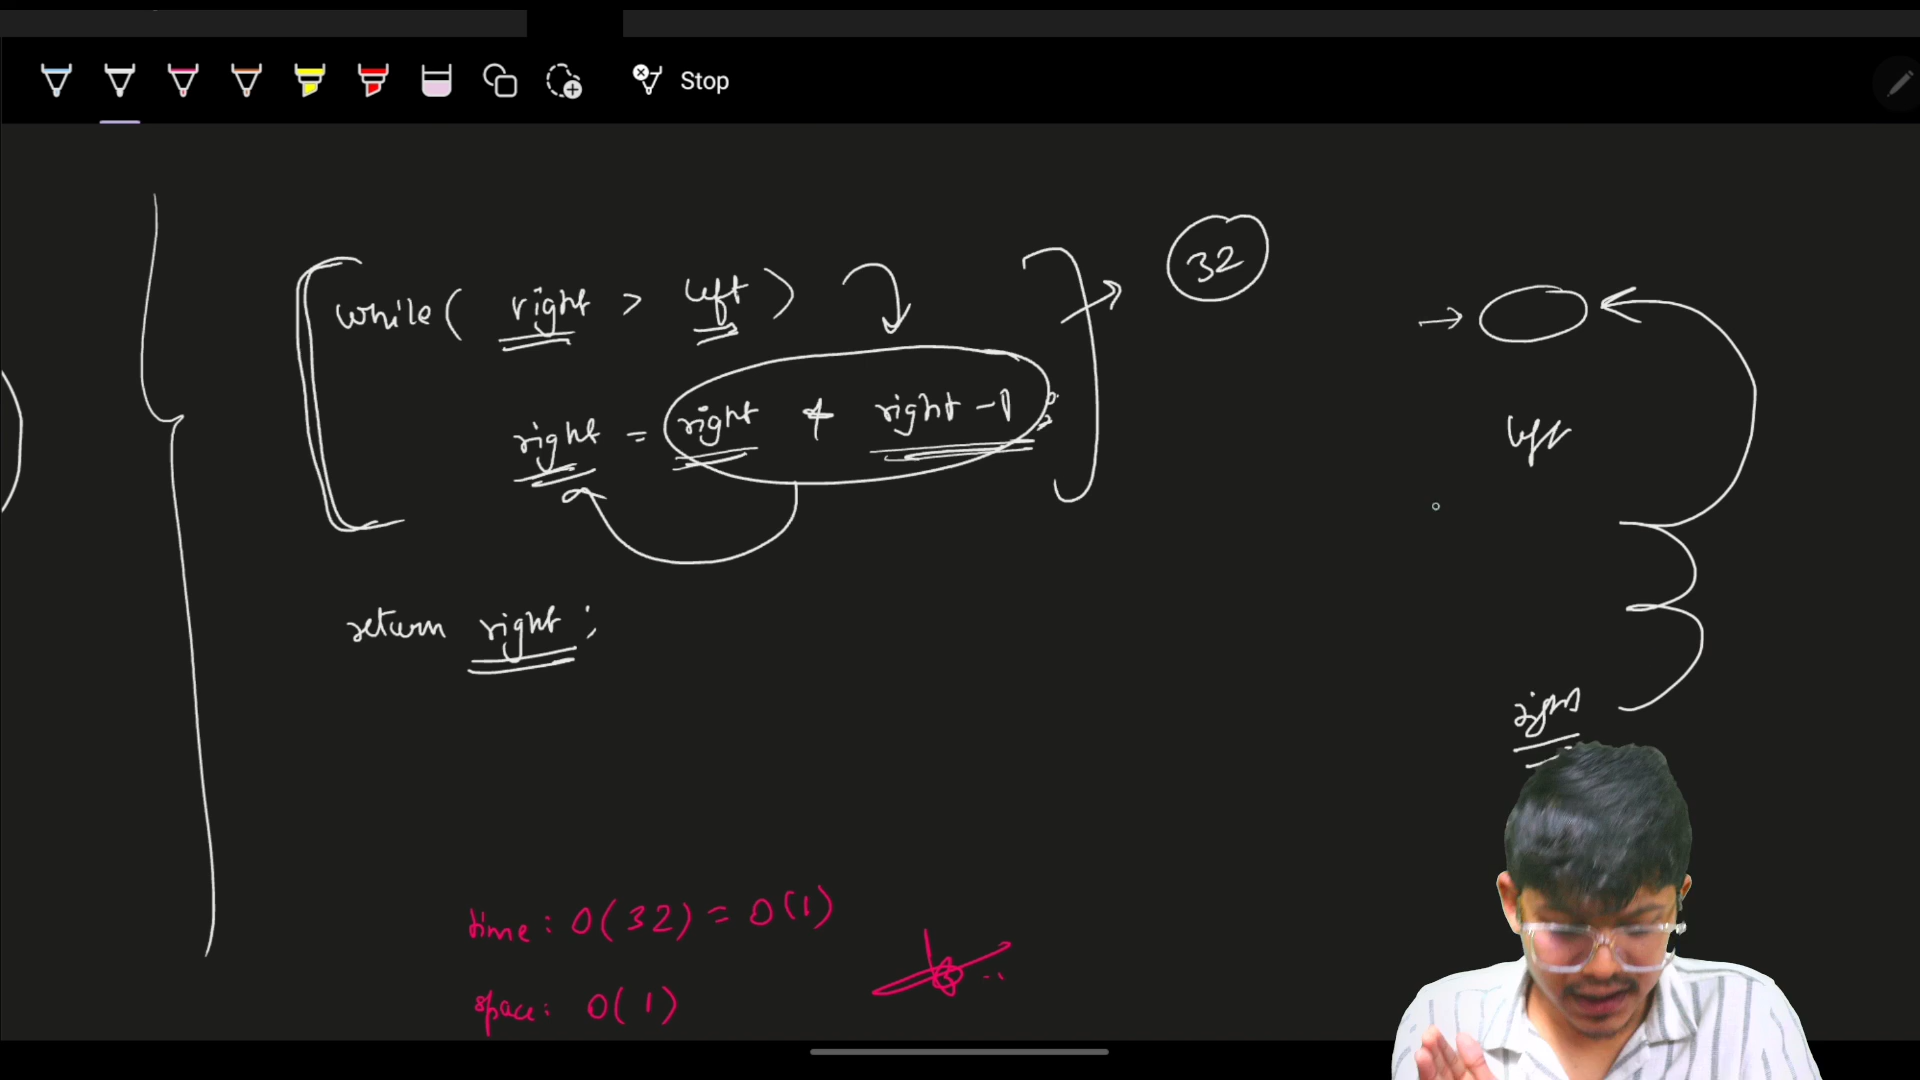 Stop
while ( right > left )
32
right = right & right - 1 ;
left
return right ;
right
time : O(32) = O(1)
space : O(1)